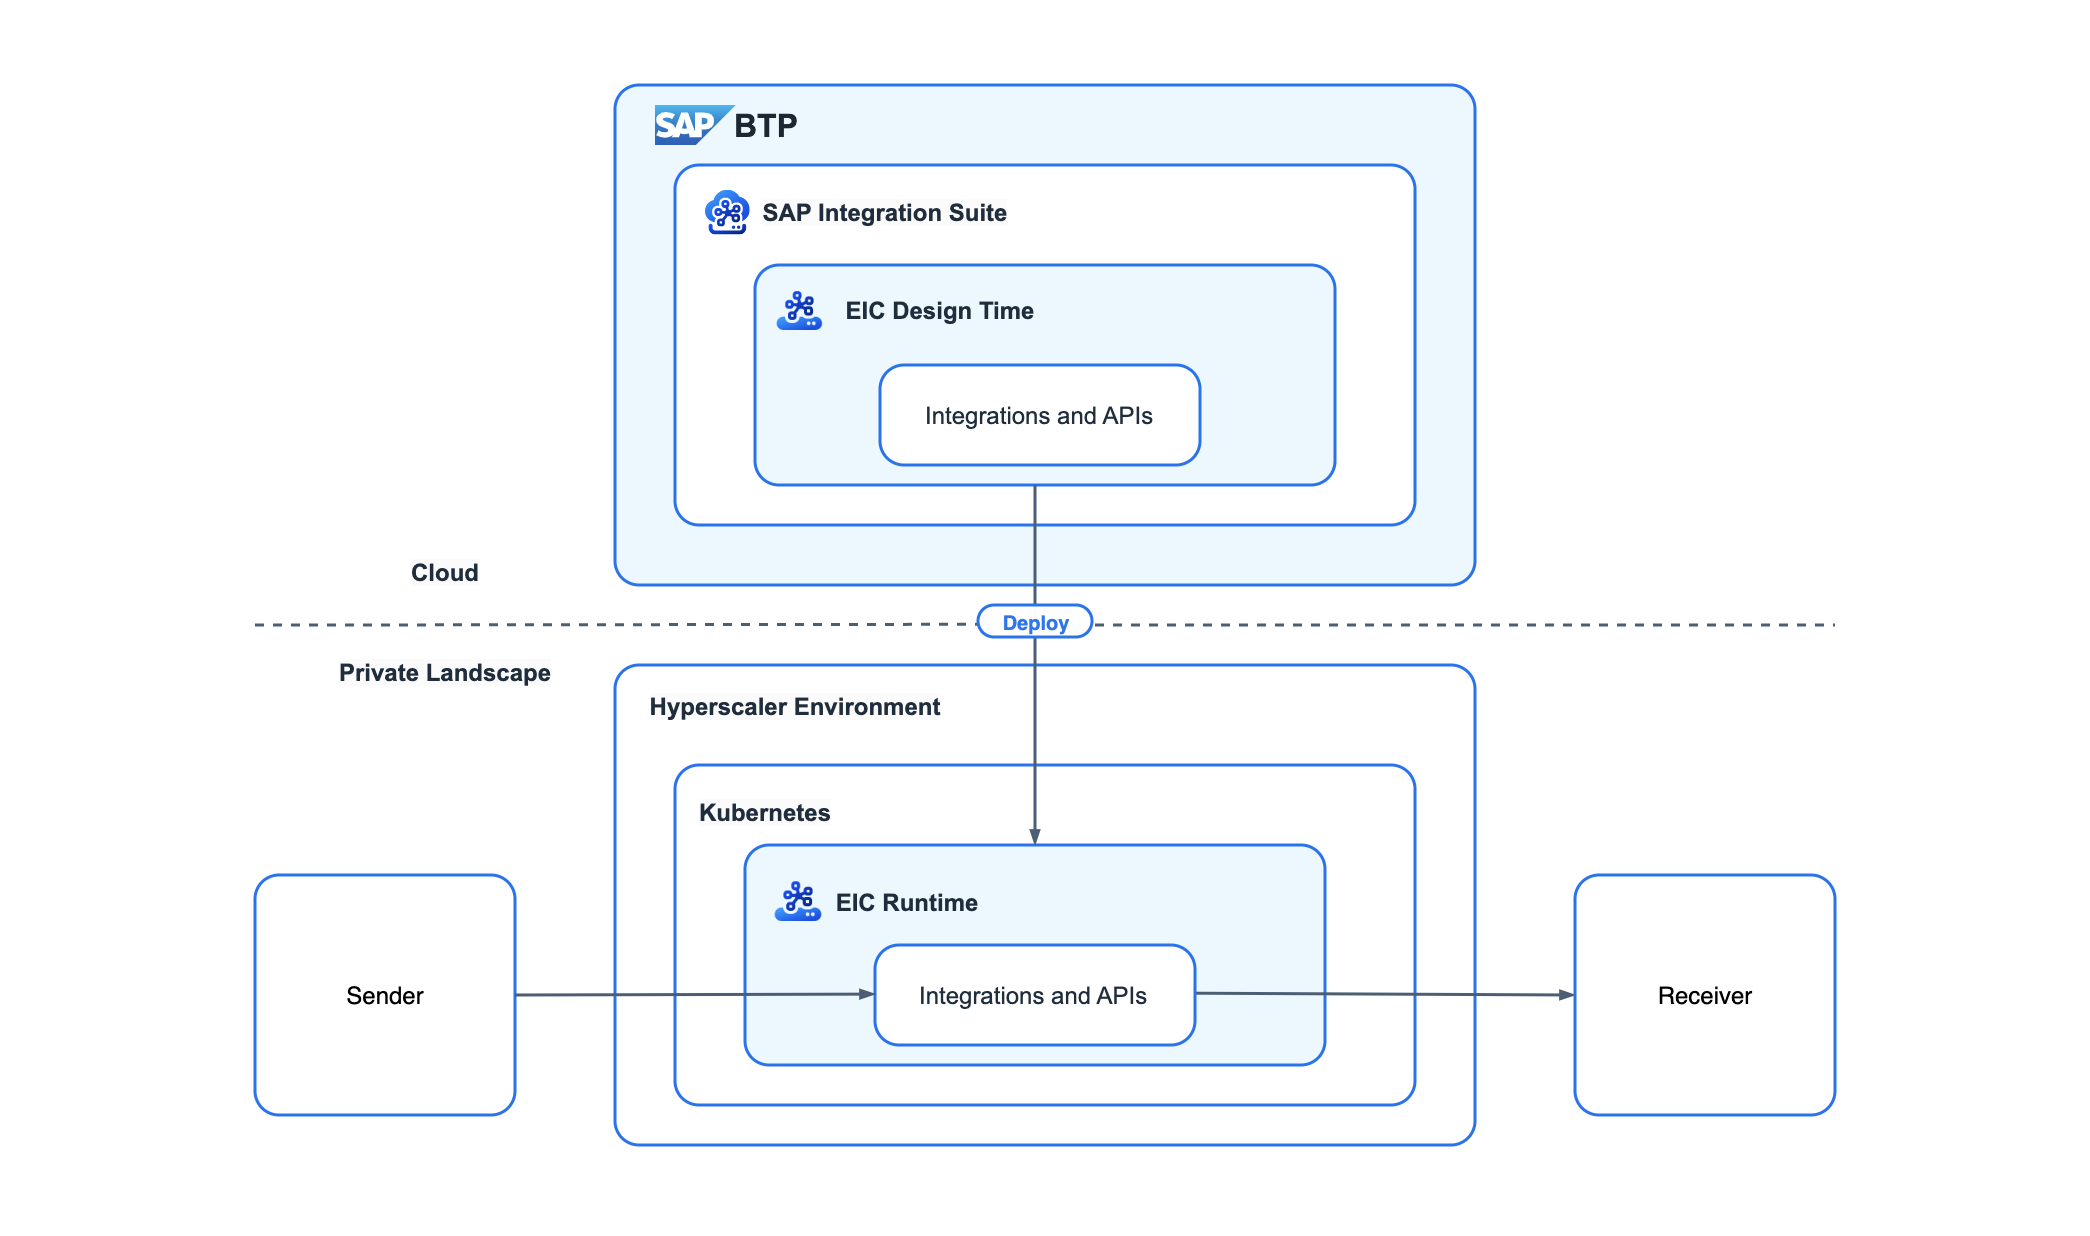 SAP BTP
SAP Integration Suite
EIC Design Time
Integrations and APIs
Cloud
Deploy
Private Landscape
Hyperscaler Environment
Kubernetes
EIC Runtime
Sender
Integrations and APIs
Receiver